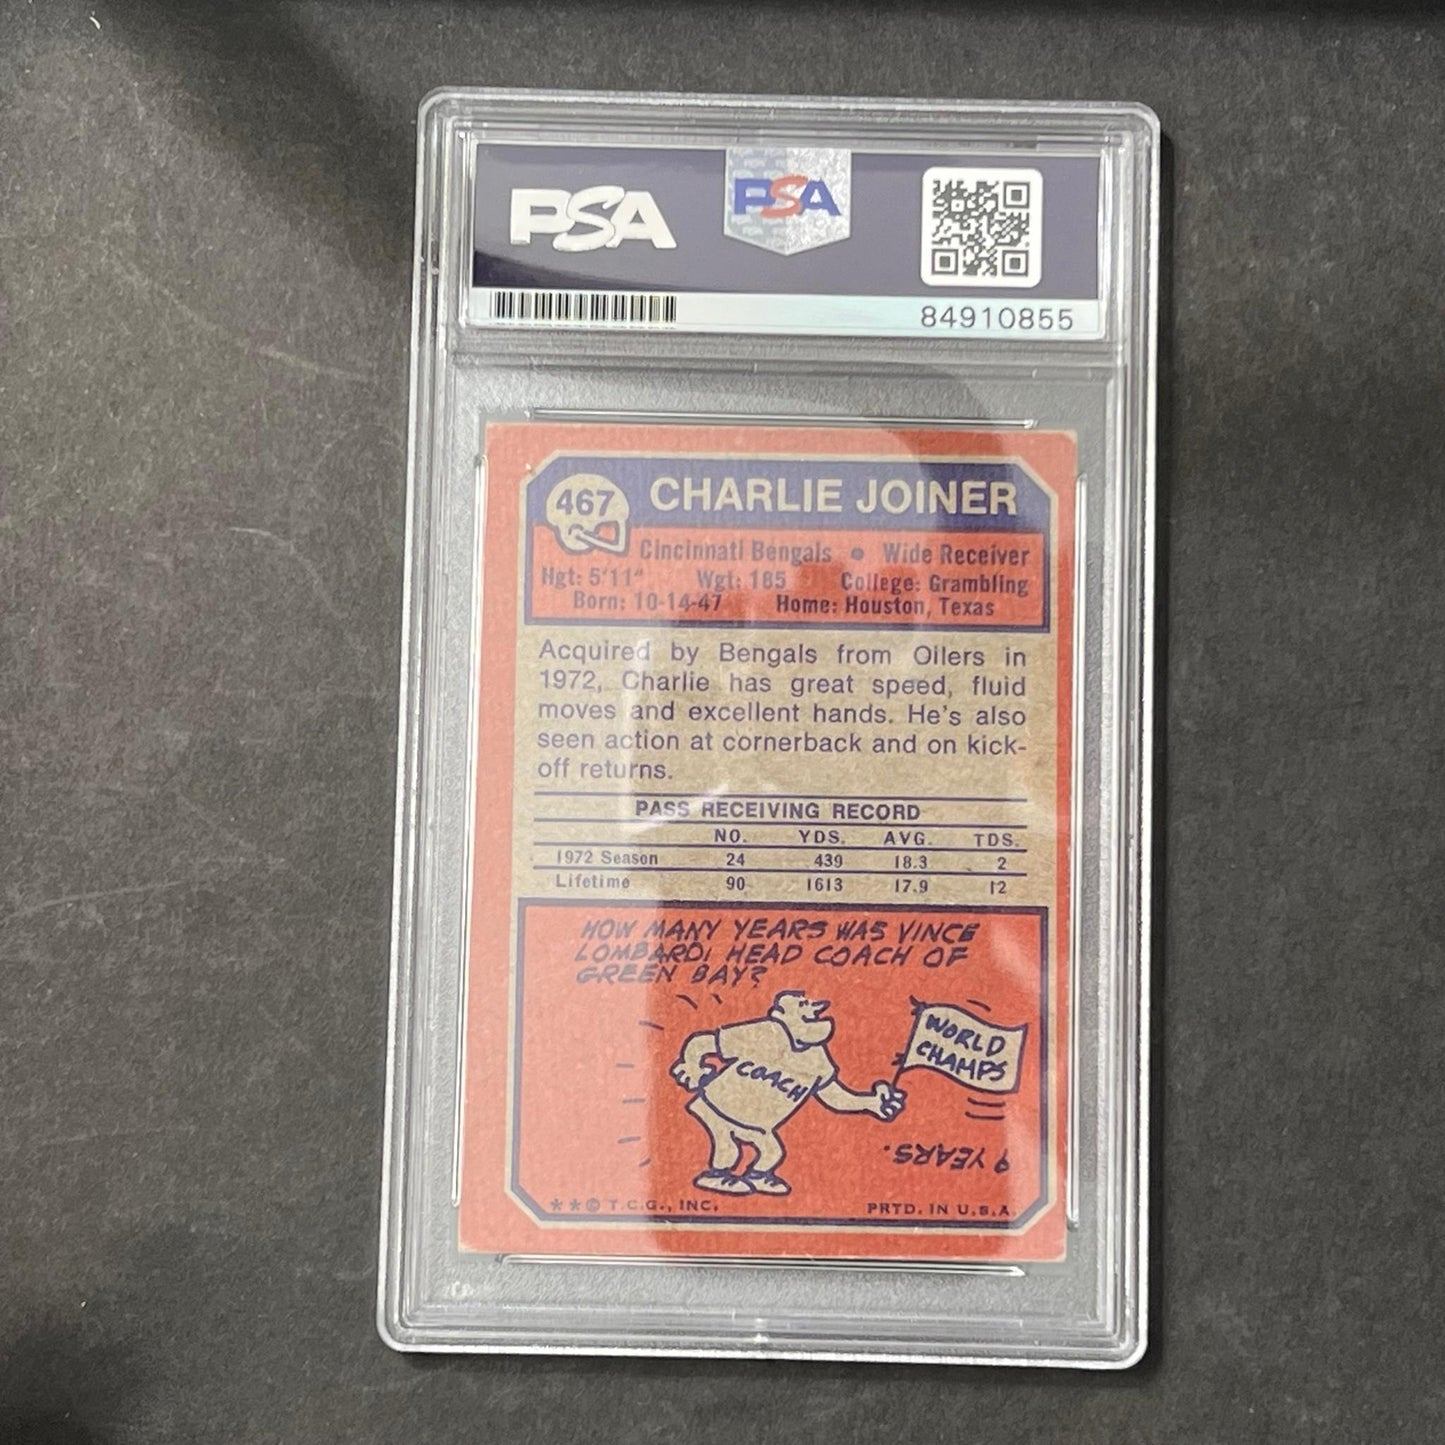 PSA
PSA
84910855
467
CHARLIE JOINER
Cincinnati Bengals • Wide Receiver
Hgt: 5'11" Wgt: 185 College: Grambling
Born: 10-14-47 Home: Houston, Texas
Acquired by Bengals from Oilers in
1972, Charlie has great speed, fluid
moves and excellent hands. He's also
seen action at cornerback and on kick-
off returns.
PASS RECEIVING RECORD
NO. YDS. AVG. TDS.
1972 Season 24 439 18.3 2
Lifetime 90 1613 17.9 12
HOW MANY YEARS WAS VINCE
LOMBARDI HEAD COACH OF
GREEN BAY?
WORLD
CHAMPS
COACH
9 YEARS.
**© T.C.G., INC. PRTD. IN U.S.A.